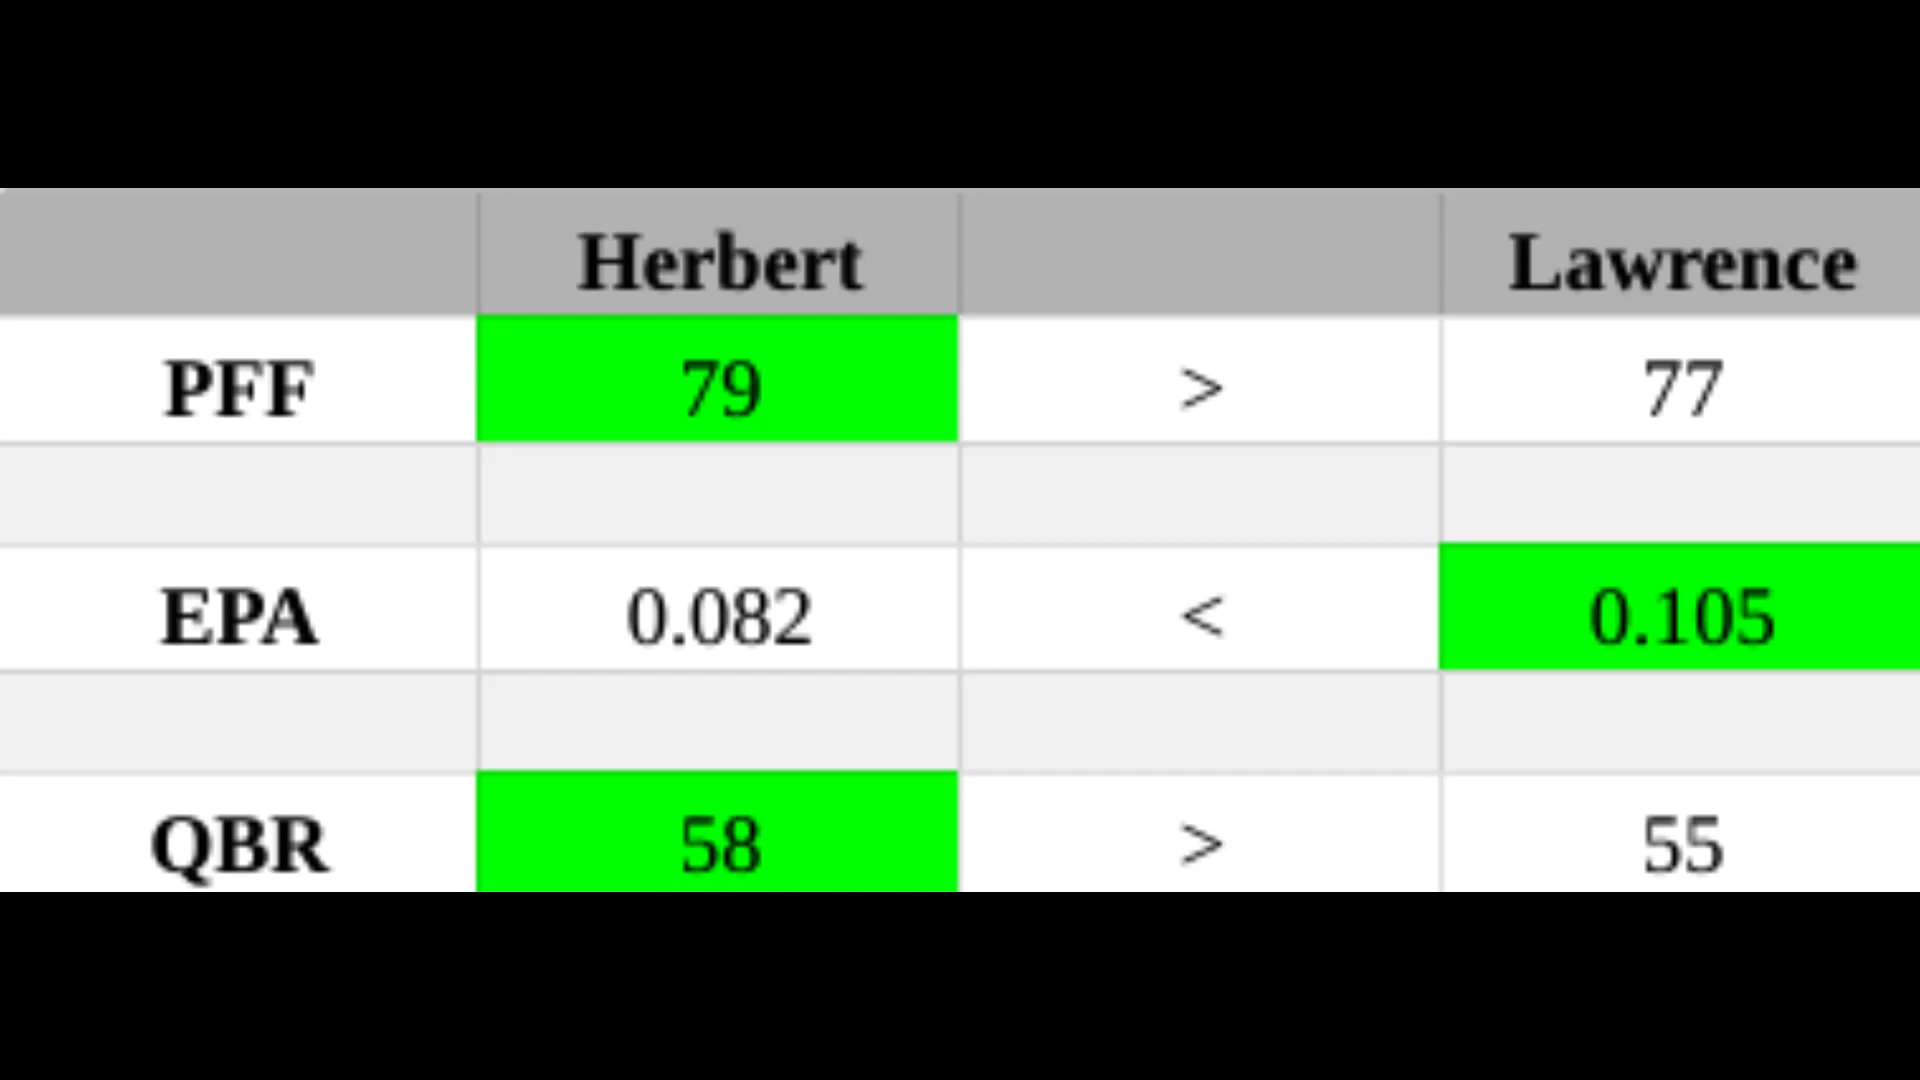 Herbert Lawrence
PFF 79 > 77
EPA 0.082 < 0.105
QBR 58 > 55